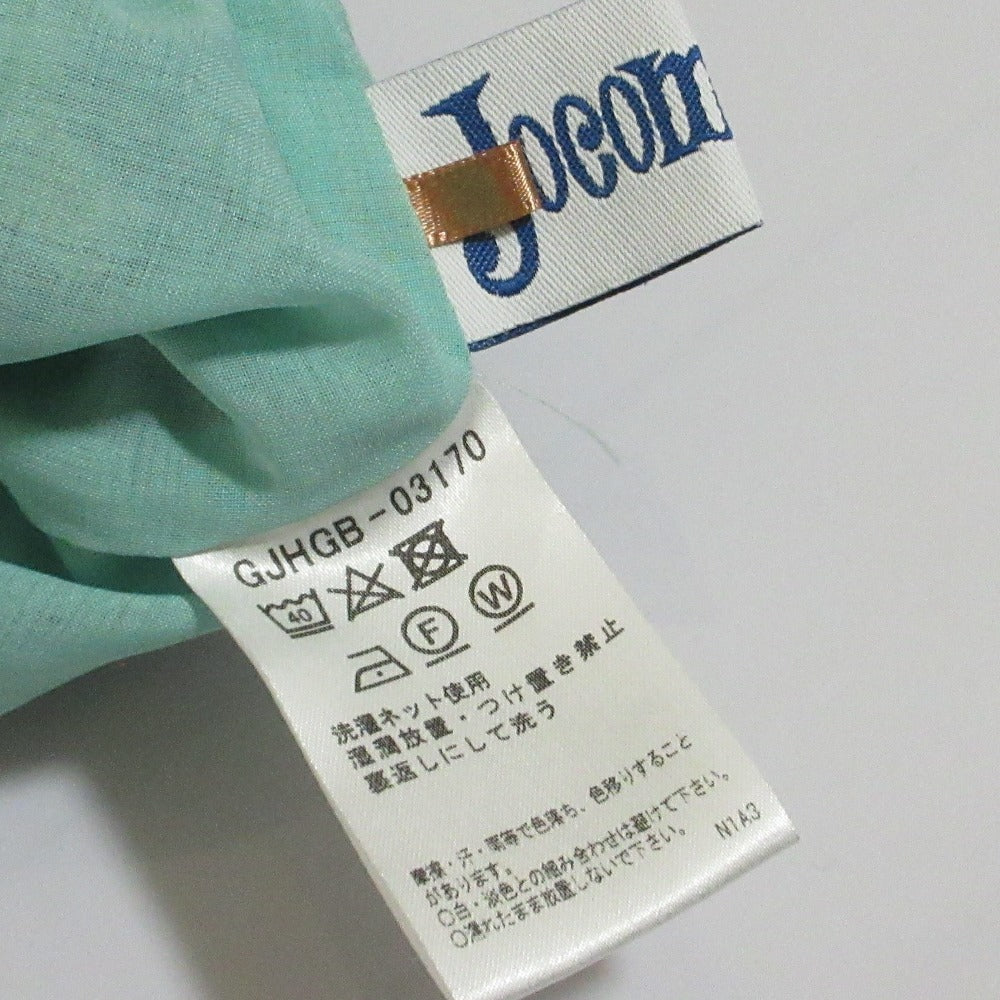 Jocom
GJHGB-03170
40
F W
洗濯ネット使用
湿潤放置・つけ置き禁止
裏返しにして洗う
摩擦・汗・雨等で色落ち、色移りすること
があります。
〇白・淡色との組み合わせは避けて下さい。
〇濡れたまま放置しないで下さい。
N1A3